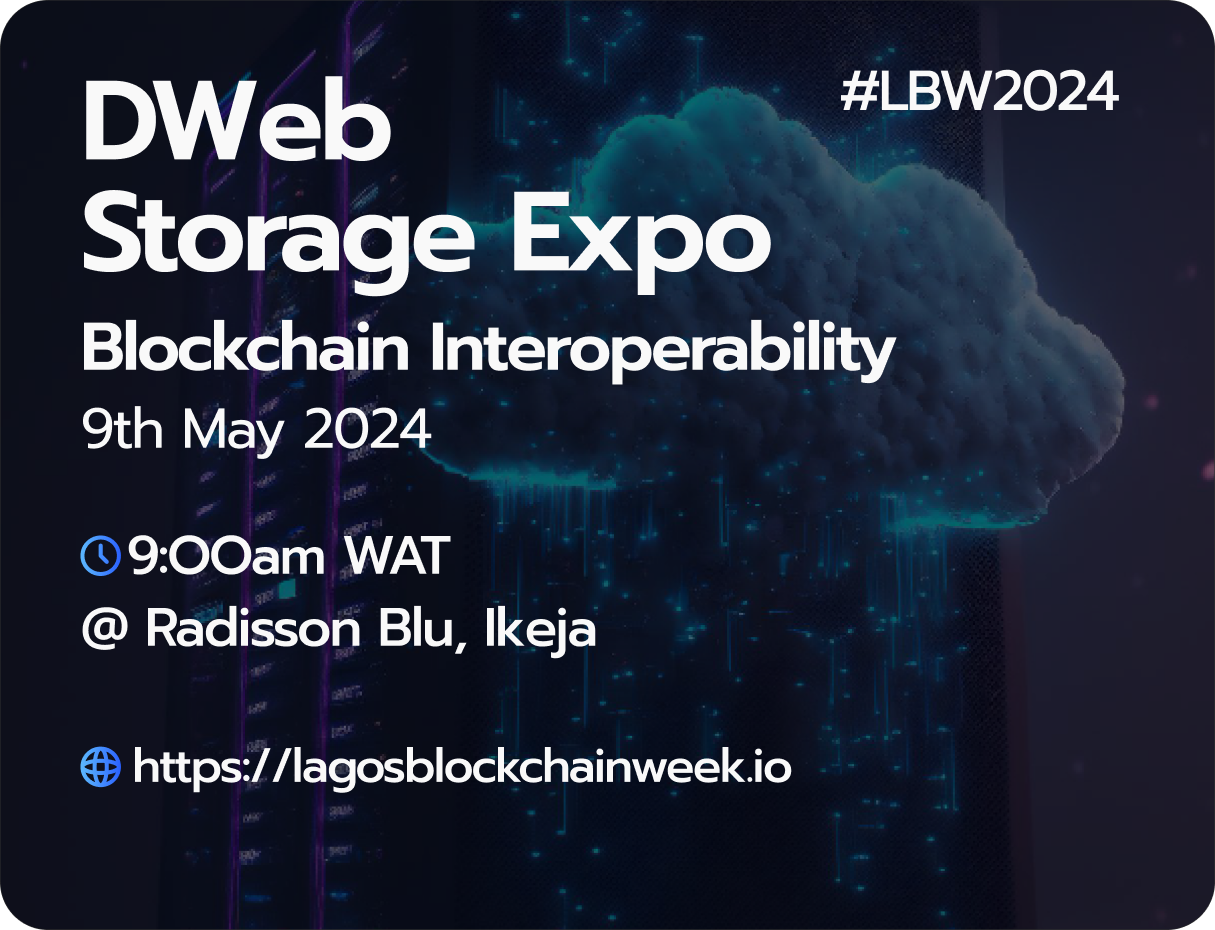 DWeb
#LBW2024
Storage Expo
Blockchain Interoperability
9th May 2024
9:00am WAT
@ Radisson Blu, Ikeja
https://lagosblockchainweek.io